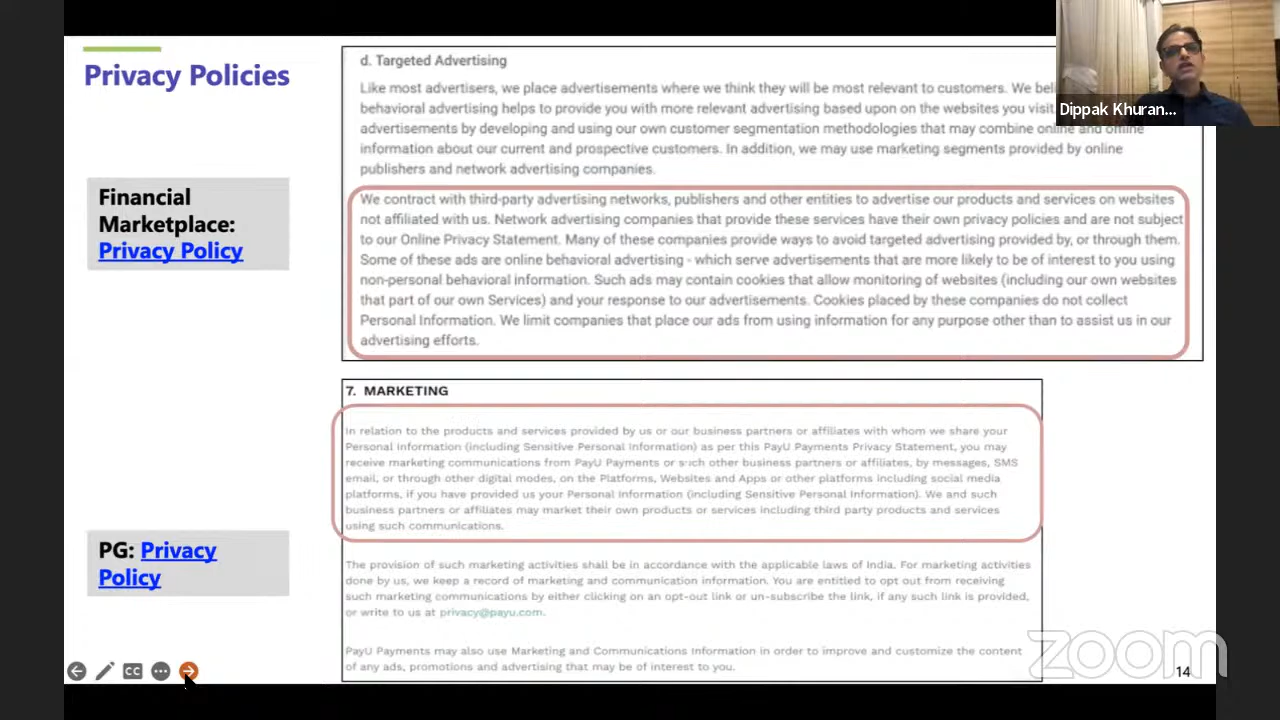 Privacy Policies
Financial
Marketplace:
Privacy Policy
PG: Privacy
Policy
d. Targeted Advertising
Like most advertisers, we place advertisements where we think they will be most relevant to customers. We
behavioral advertising helps to provide you with more relevant advertising based upon on the websites you visit
advertisements by developing and using our own customer segmentation methodologies that may combine online and offline
information about our current and prospective customers. In addition, we may use marketing segments provided by online
publishers and network advertising companies.
We contract with third-party advertising networks, publishers and other entities to advertise our products and services on websites
not affiliated with us. Network advertising companies that provide these services have their own privacy policies and are not subject
to our Online Privacy Statement. Many of these companies provide ways to avoid targeted advertising provided by, or through them.
Some of these ads are online behavioral advertising - which serve advertisements that are more likely to be of interest to you using
non-personal behavioral information. Such ads may contain cookies that allow monitoring of websites (including our own websites
that part of our own Services) and your response to our advertisements. Cookies placed by these companies do not collect
Personal Information. We limit companies that place our ads from using information for any purpose other than to assist us in our
advertising efforts.
7. MARKETING
In relation to the products and services provided by us or our business partners or affiliates with whom we share your
Personal Information (including Sensitive Personal Information) as per this PayU Payments Privacy Statement, you may
receive marketing communications from PayU Payments or such other business partners or affiliates, by messages, SMS
email, or through other digital modes, on the Platforms, Websites and Apps or other platforms including social media
platforms, if you have provided us your Personal Information (including Sensitive Personal Information). We and such
business partners or affiliates may market their own products or services including third party products and services
using such communications.
The provision of such marketing activities shall be in accordance with the applicable laws of India. For marketing activities
done by us, we keep a record of marketing and communication information. You are entitled to opt out from receiving
such marketing communications by either clicking on an opt-out link or un-subscribe the link, if any such link is provided,
or write to us at privacy@payu.com.
PayU Payments may also use Marketing and Communications Information in order to improve and customize the content
of any ads, promotions and advertising that may be of interest to you.
Dippak Khuran...
CC
zoom
14